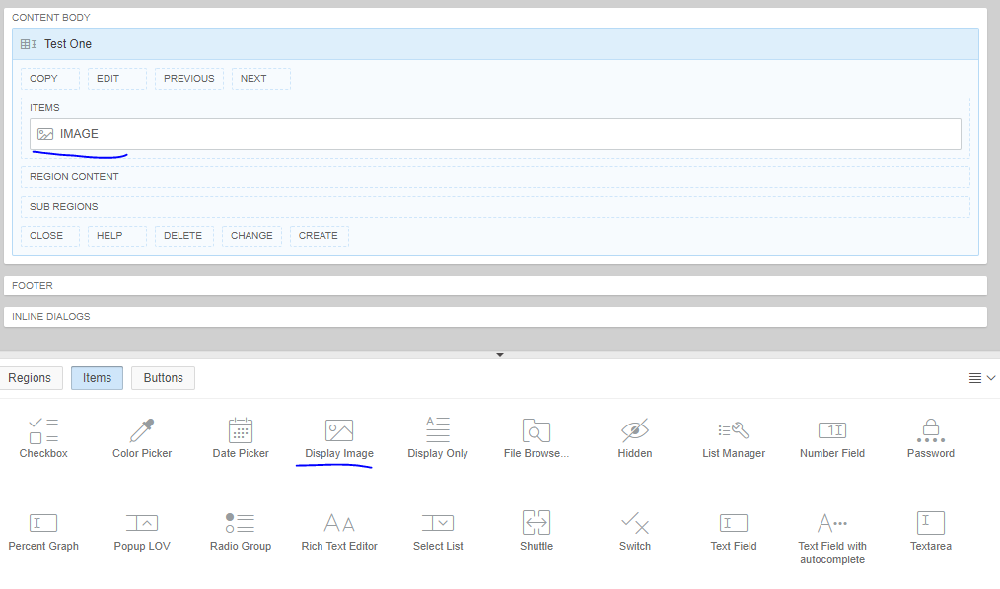 CONTENT BODY
Test One
COPY EDIT PREVIOUS NEXT
ITEMS
IMAGE
REGION CONTENT
SUB REGIONS
CLOSE HELP DELETE CHANGE CREATE
FOOTER
INLINE DIALOGS
Regions Items Buttons
Checkbox Color Picker Date Picker Display Image Display Only File Browse... Hidden List Manager Number Field Password
Percent Graph Popup LOV Radio Group Rich Text Editor Select List Shuttle Switch Text Field Text Field with autocomplete Textarea